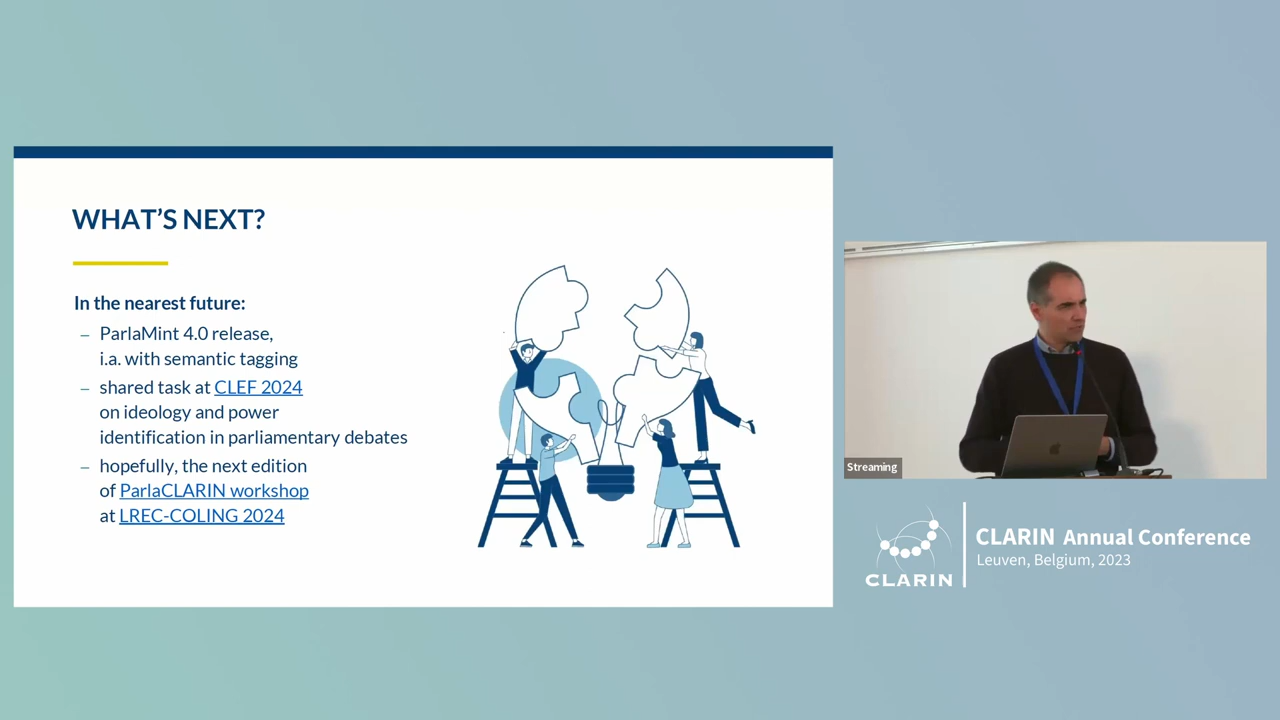 WHAT'S NEXT?
In the nearest future:
– ParlaMint 4.0 release,
i.a. with semantic tagging
– shared task at CLEF 2024
on ideology and power
identification in parliamentary debates
– hopefully, the next edition
of ParlaCLARIN workshop
at LREC-COLING 2024
Streaming
CLARIN
CLARIN Annual Conference
Leuven, Belgium, 2023